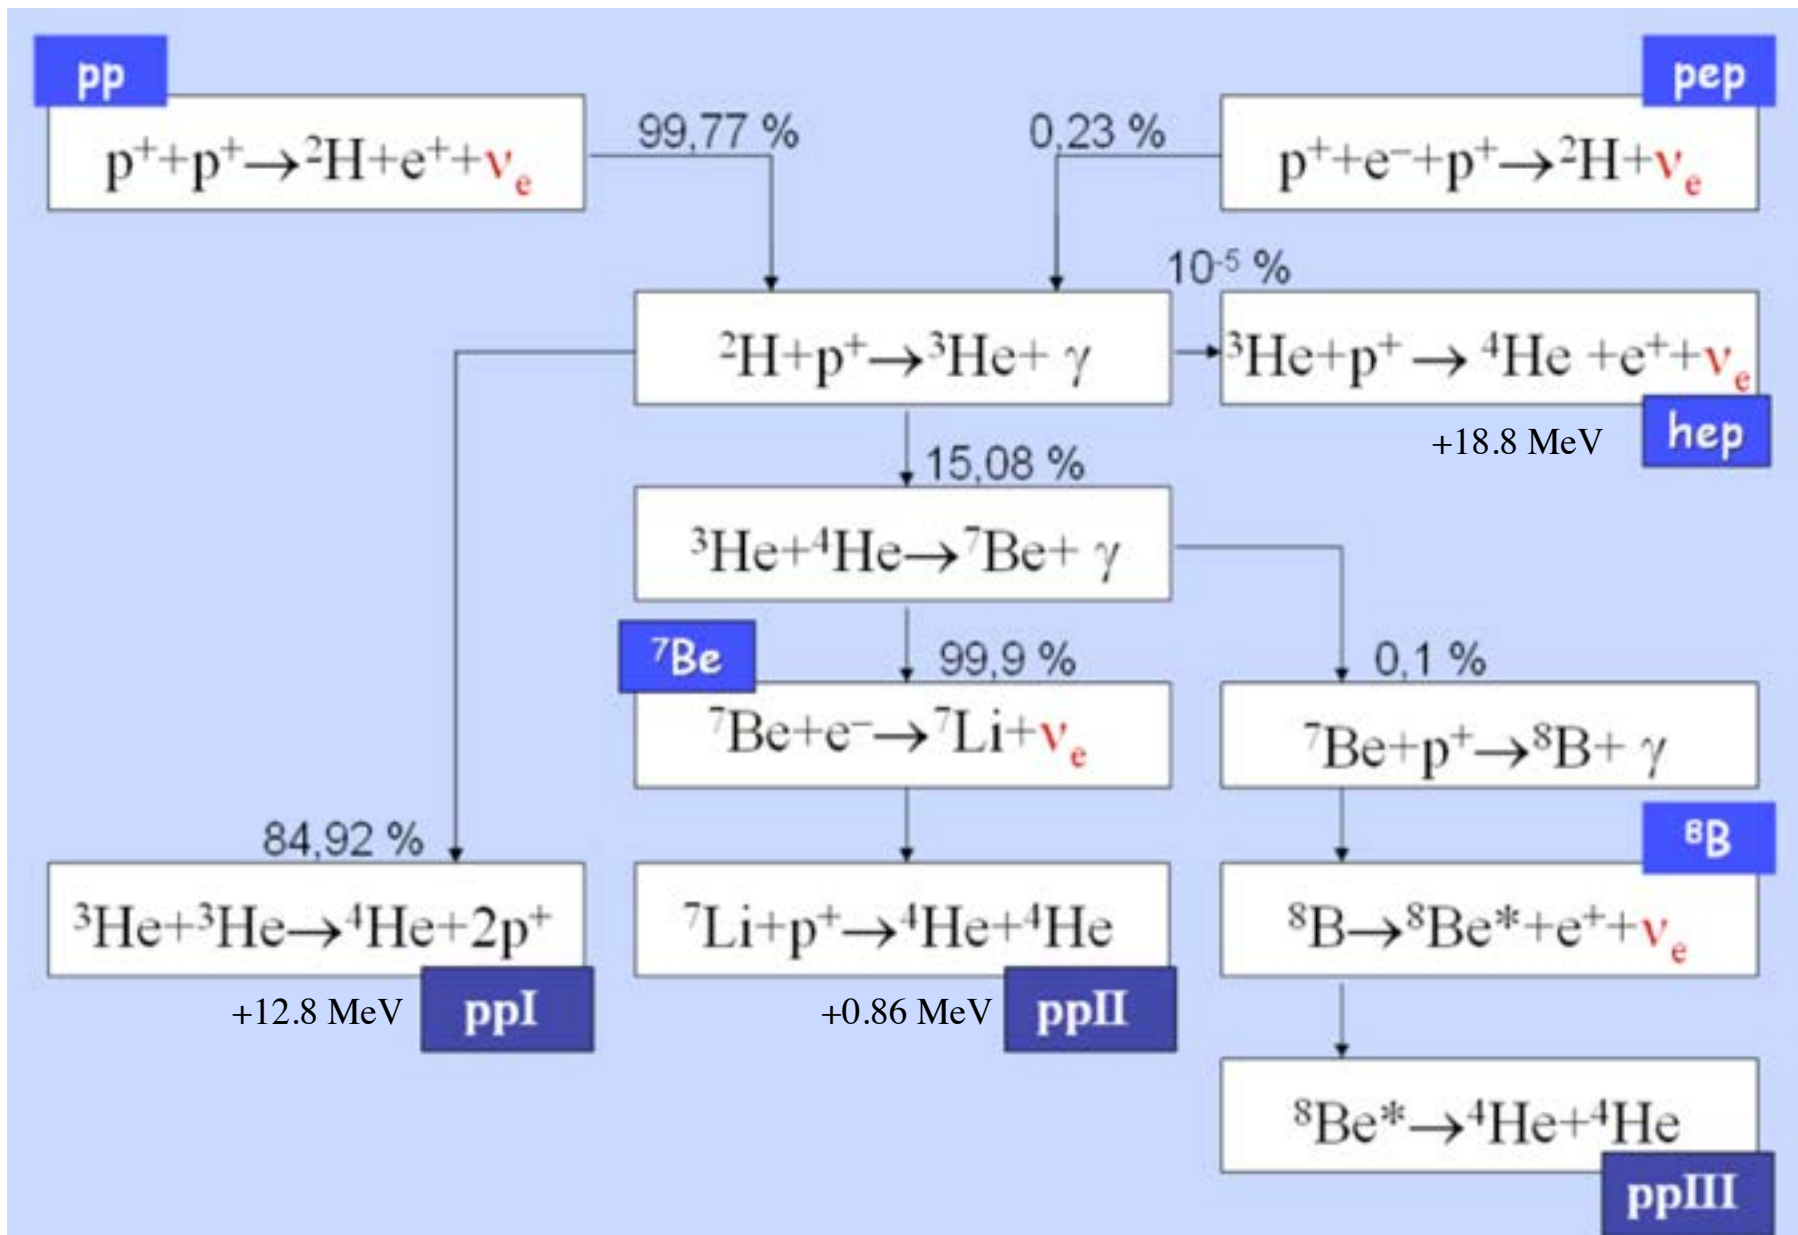 pp
pep
99,77 %
0,23 %
p⁺+p⁺→²H+e⁺+νₑ
p⁺+e⁻+p⁺→²H+νₑ
10⁻⁵ %
²H+p⁺→³He+ γ
³He+p⁺ → ⁴He +e⁺+νₑ
+18.8 MeV
hep
15,08 %
³He+⁴He→⁷Be+ γ
⁷Be
99,9 %
0,1 %
⁷Be+e⁻→⁷Li+νₑ
⁷Be+p⁺→⁸B+ γ
84,92 %
⁸B
³He+³He→⁴He+2p⁺
⁷Li+p⁺→⁴He+⁴He
⁸B→⁸Be*+e⁺+νₑ
+12.8 MeV
ppI
+0.86 MeV
ppII
⁸Be*→⁴He+⁴He
ppIII